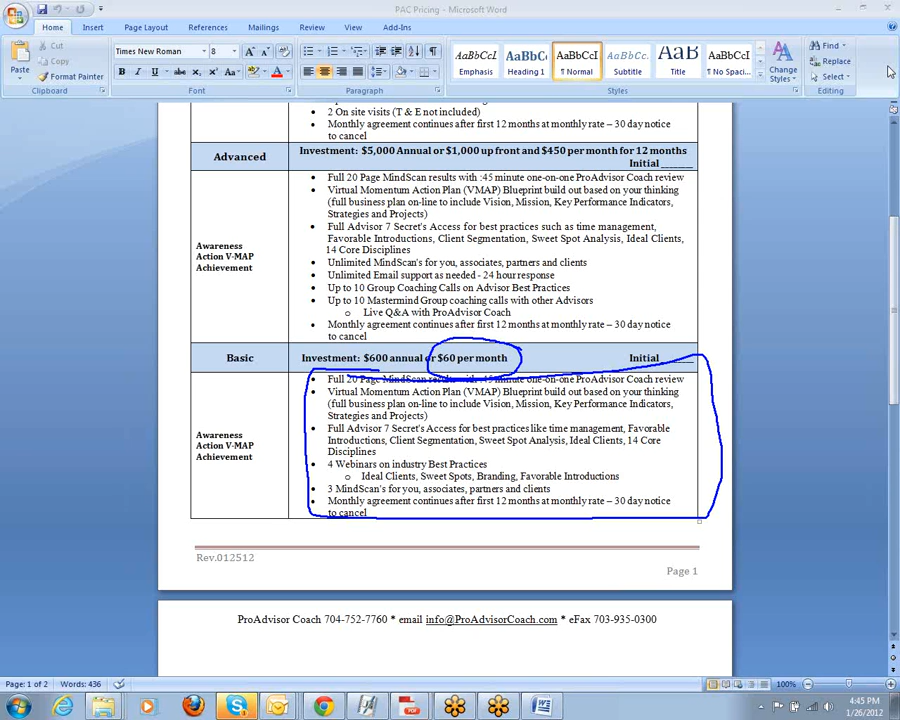 PAC Pricing - Microsoft Word
Home Insert Page Layout References Mailings Review View Add-Ins
Paste
Cut
Copy
Format Painter
Clipboard
Times New Roman 8
Font
Paragraph
AaBbCcI AaBbC AaBbCcI AaBbCcL AaB AaBbCcI
Emphasis Heading 1 ¶ Normal Subtitle Title ¶ No Spaci...
Change Styles
Styles
Find
Replace
Select
Editing
• 2 On site visits (T & E not included)
• Monthly agreement continues after first 12 months at monthly rate – 30 day notice
to cancel
Advanced
Investment: $5,000 Annual or $1,000 up front and $450 per month for 12 months
Initial ______
Awareness
Action V-MAP
Achievement
• Full 20 Page MindScan results with :45 minute one-on-one ProAdvisor Coach review
• Virtual Momentum Action Plan (VMAP) Blueprint build out based on your thinking
(full business plan on-line to include Vision, Mission, Key Performance Indicators,
Strategies and Projects)
• Full Advisor 7 Secret's Access for best practices such as time management,
Favorable Introductions, Client Segmentation, Sweet Spot Analysis, Ideal Clients,
14 Core Disciplines
• Unlimited MindScan's for you, associates, partners and clients
• Unlimited Email support as needed - 24 hour response
• Up to 10 Group Coaching Calls on Advisor Best Practices
• Up to 10 Mastermind Group coaching calls with other Advisors
o Live Q&A with ProAdvisor Coach
• Monthly agreement continues after first 12 months at monthly rate – 30 day notice
to cancel
Basic
Investment: $600 annual or $60 per month Initial ______
Awareness
Action V-MAP
Achievement
• Full 20 Page MindScan results with :45 minute one-on-one ProAdvisor Coach review
• Virtual Momentum Action Plan (VMAP) Blueprint build out based on your thinking
(full business plan on-line to include Vision, Mission, Key Performance Indicators,
Strategies and Projects)
• Full Advisor 7 Secret's Access for best practices like time management, Favorable
Introductions, Client Segmentation, Sweet Spot Analysis, Ideal Clients, 14 Core
Disciplines
• 4 Webinars on industry Best Practices
o Ideal Clients, Sweet Spots, Branding, Favorable Introductions
• 3 MindScan's for you, associates, partners and clients
• Monthly agreement continues after first 12 months at monthly rate – 30 day notice
to cancel
Rev.012512
Page 1
ProAdvisor Coach 704-752-7760 * email info@ProAdvisorCoach.com * eFax 703-935-0300
Page: 1 of 2 Words: 436
100%
4:45 PM
1/26/2012